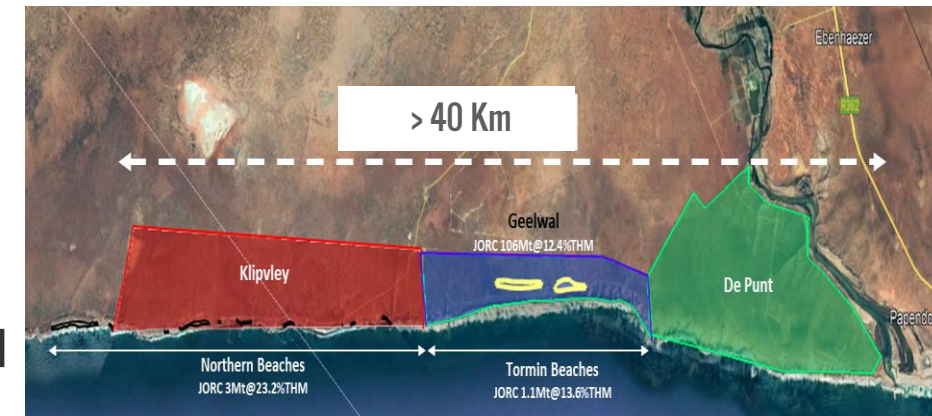 Ebenhaezer
R362
> 40 Km
Geelwal
JORC 106Mt@12.4%THM
Klipvley
De Punt
Northern Beaches
JORC 3Mt@23.2%THM
Tormin Beaches
JORC 1.1Mt@13.6%THM